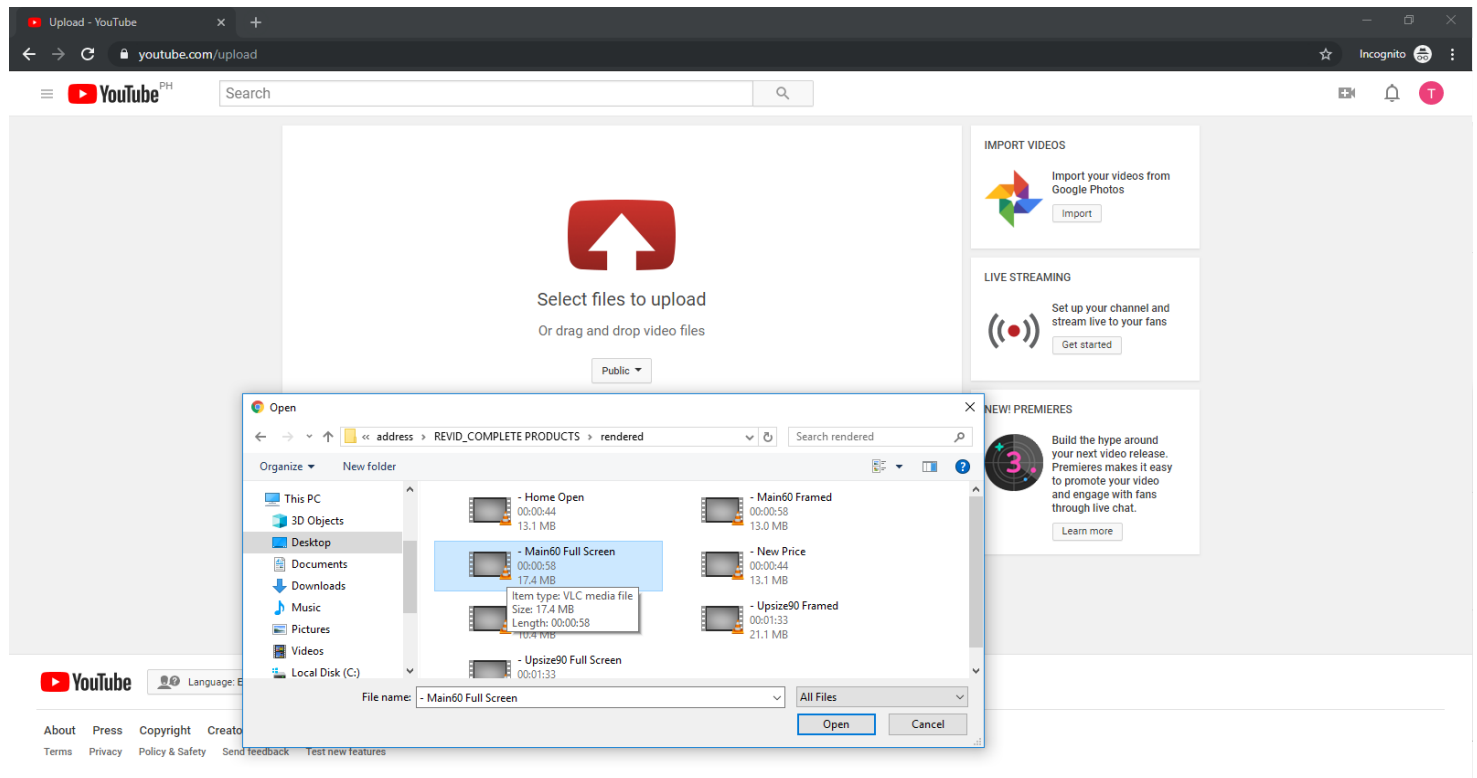 Upload - YouTube
youtube.com/upload
Incognito
YouTube PH
Search
T
Select files to upload
Or drag and drop video files
Public
IMPORT VIDEOS
Import your videos from
Google Photos
Import
LIVE STREAMING
Set up your channel and
stream live to your fans
Get started
NEW! PREMIERES
3
Build the hype around
your next video release.
Premieres makes it easy
to promote your video
and engage with fans
through live chat.
Learn more
Open
« address › REVID_COMPLETE PRODUCTS › rendered
Search rendered
Organize
New folder
This PC
3D Objects
Desktop
Documents
Downloads
Music
Pictures
Videos
Local Disk (C:)
- Home Open
00:00:44
13.1 MB
- Main60 Framed
00:00:58
13.0 MB
- Main60 Full Screen
00:00:58
17.4 MB
- New Price
00:00:44
13.1 MB
Item type: VLC media file
Size: 17.4 MB
Length: 00:00:58
10.4 MB
- Upsize90 Framed
00:01:33
21.1 MB
- Upsize90 Full Screen
00:01:33
File name:
- Main60 Full Screen
All Files
Open
Cancel
YouTube
Language: E
About Press Copyright Creato
Terms Privacy Policy & Safety Send feedback Test new features